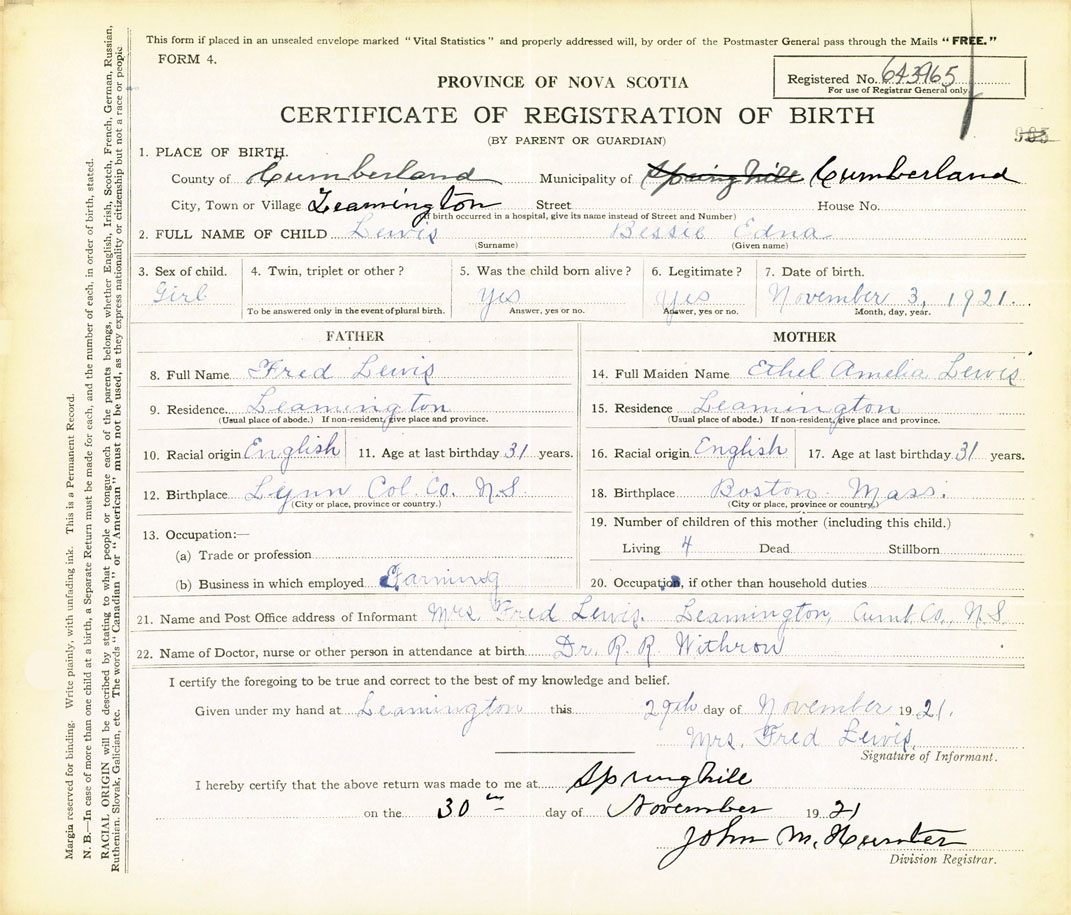 This form if placed in an unsealed envelope marked "Vital Statistics" and properly addressed will, by order of the Postmaster General pass through the Mails "FREE."
FORM 4.
Registered No. 643965
For use of Registrar General only
PROVINCE OF NOVA SCOTIA
CERTIFICATE OF REGISTRATION OF BIRTH
(BY PARENT OR GUARDIAN)
1. PLACE OF BIRTH.
County of Cumberland Municipality of Springhill Cumberland
City, Town or Village Leamington Street House No.
(If birth occurred in a hospital, give its name instead of Street and Number)
2. FULL NAME OF CHILD Lewis Bessie Edna
(Surname) (Given name)
3. Sex of child. 4. Twin, triplet or other? 5. Was the child born alive? 6. Legitimate? 7. Date of birth.
Girl Yes Yes November 3, 1921.
To be answered only in the event of plural birth. Answer, yes or no. Answer, yes or no. Month, day, year.
FATHER
8. Full Name Fred Lewis
9. Residence Leamington
(Usual place of abode.) If non-resident, give place and province.
10. Racial origin English 11. Age at last birthday 31 years.
12. Birthplace Lynn Col. Co. N.S.
(City or place, province or country.)
13. Occupation:—
(a) Trade or profession
(b) Business in which employed Farming
MOTHER
14. Full Maiden Name Ethel Amelia Lewis
15. Residence Leamington
(Usual place of abode.) If non-resident, give place and province.
16. Racial origin English 17. Age at last birthday 31 years.
18. Birthplace Boston Mass.
(City or place, province or country.)
19. Number of children of this mother (including this child.)
Living 4 Dead Stillborn
20. Occupation, if other than household duties
21. Name and Post Office address of Informant Mrs. Fred Lewis. Leamington, Cumb. Co., N.S.
22. Name of Doctor, nurse or other person in attendance at birth Dr. R. R. Withrow
I certify the foregoing to be true and correct to the best of my knowledge and belief.
Given under my hand at Leamington this 29th day of November 1921.
Mrs. Fred Lewis.
Signature of Informant.
I hereby certify that the above return was made to me at Springhill
on the 30th day of November 1921
John M. Hunter
Division Registrar.
Margin reserved for binding. Write plainly, with unfading ink. This is a Permanent Record.
N. B.—In case of more than one child at a birth, a Separate Return must be made for each, and the number of each, in order of birth, stated.
RACIAL ORIGIN will be described by stating to what people or tongue each of the parents belongs, whether English, Irish, Scotch, French, German, Russian,
Ruthenian, Slovak, Galician, etc. The words "Canadian" or "American" must not be used, as they express nationality or citizenship but not a race or people